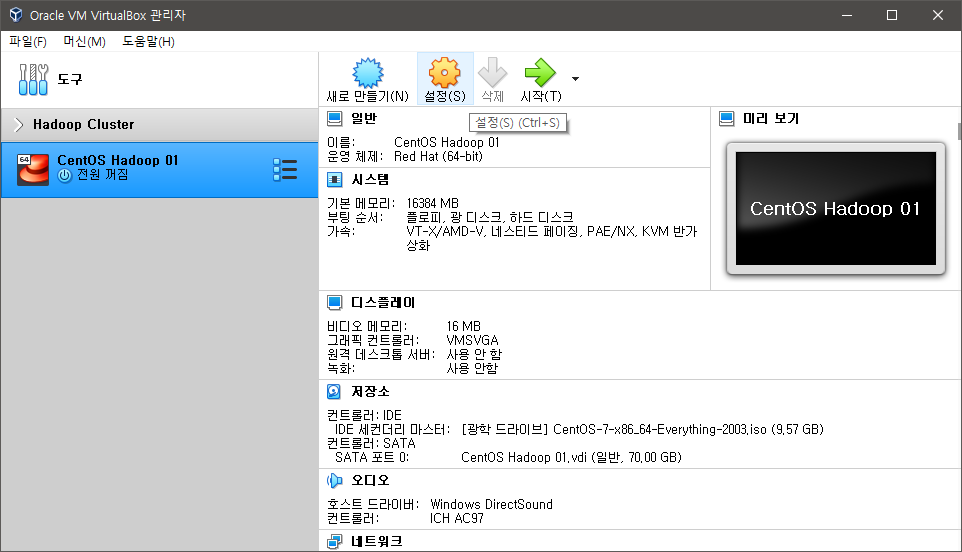 Oracle VM VirtualBox 관리자
파일(F) 머신(M) 도움말(H)
도구
새로 만들기(N) 설정(S) 삭제 시작(T)
설정(S) (Ctrl+S)
Hadoop Cluster
64
CentOS Hadoop 01
전원 꺼짐
일반
이름: CentOS Hadoop 01
운영 체제: Red Hat (64-bit)
시스템
기본 메모리: 16384 MB
부팅 순서: 플로피, 광 디스크, 하드 디스크
가속: VT-X/AMD-V, 네스티드 페이징, PAE/NX, KVM 반가
상화
미리 보기
CentOS Hadoop 01
디스플레이
비디오 메모리: 16 MB
그래픽 컨트롤러: VMSVGA
원격 데스크톱 서버: 사용 안 함
녹화: 사용 안함
저장소
컨트롤러: IDE
IDE 세컨더리 마스터: [광학 드라이브] CentOS-7-x86_64-Everything-2003.iso (9.57 GB)
컨트롤러: SATA
SATA 포트 0: CentOS Hadoop 01.vdi (일반, 70.00 GB)
오디오
호스트 드라이버: Windows DirectSound
컨트롤러: ICH AC97
네트워크